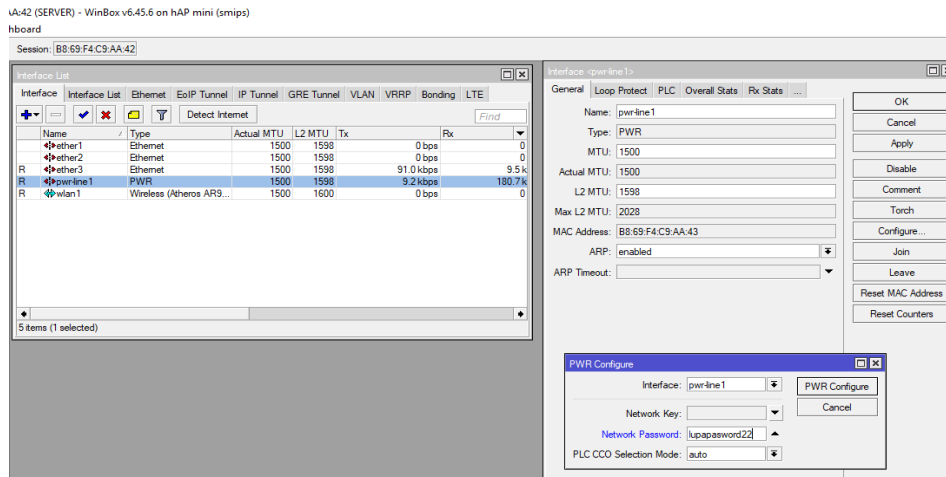 AA:42 (SERVER) - WinBox v6.45.6 on hAP mini (smips)
hboard
Session: B8:69:F4:C9:AA:42
Interface List
Interface Interface List Ethernet EoIP Tunnel IP Tunnel GRE Tunnel VLAN VRRP Bonding LTE
Detect Internet Find
Name Type Actual MTU L2 MTU Tx Rx
ether1 Ethernet 1500 1598 0 bps 0
ether2 Ethernet 1500 1598 0 bps 0
R ether3 Ethernet 1500 1598 91.0 kbps 9.5 k
R pwr-line1 PWR 1500 1598 9.2 kbps 180.7 k
R wlan1 Wireless (Atheros AR9... 1500 1600 0 bps 0
5 items (1 selected)
Interface <pwr-line1>
General Loop Protect PLC Overall Stats Rx Stats ...
Name: pwr-line1
Type: PWR
MTU: 1500
Actual MTU: 1500
L2 MTU: 1598
Max L2 MTU: 2028
MAC Address: B8:69:F4:C9:AA:43
ARP: enabled
ARP Timeout:
OK
Cancel
Apply
Disable
Comment
Torch
Configure...
Join
Leave
Reset MAC Address
Reset Counters
PWR Configure
Interface: pwr-line1
Network Key:
Network Password: lupapasword22
PLC CCO Selection Mode: auto
PWR Configure
Cancel